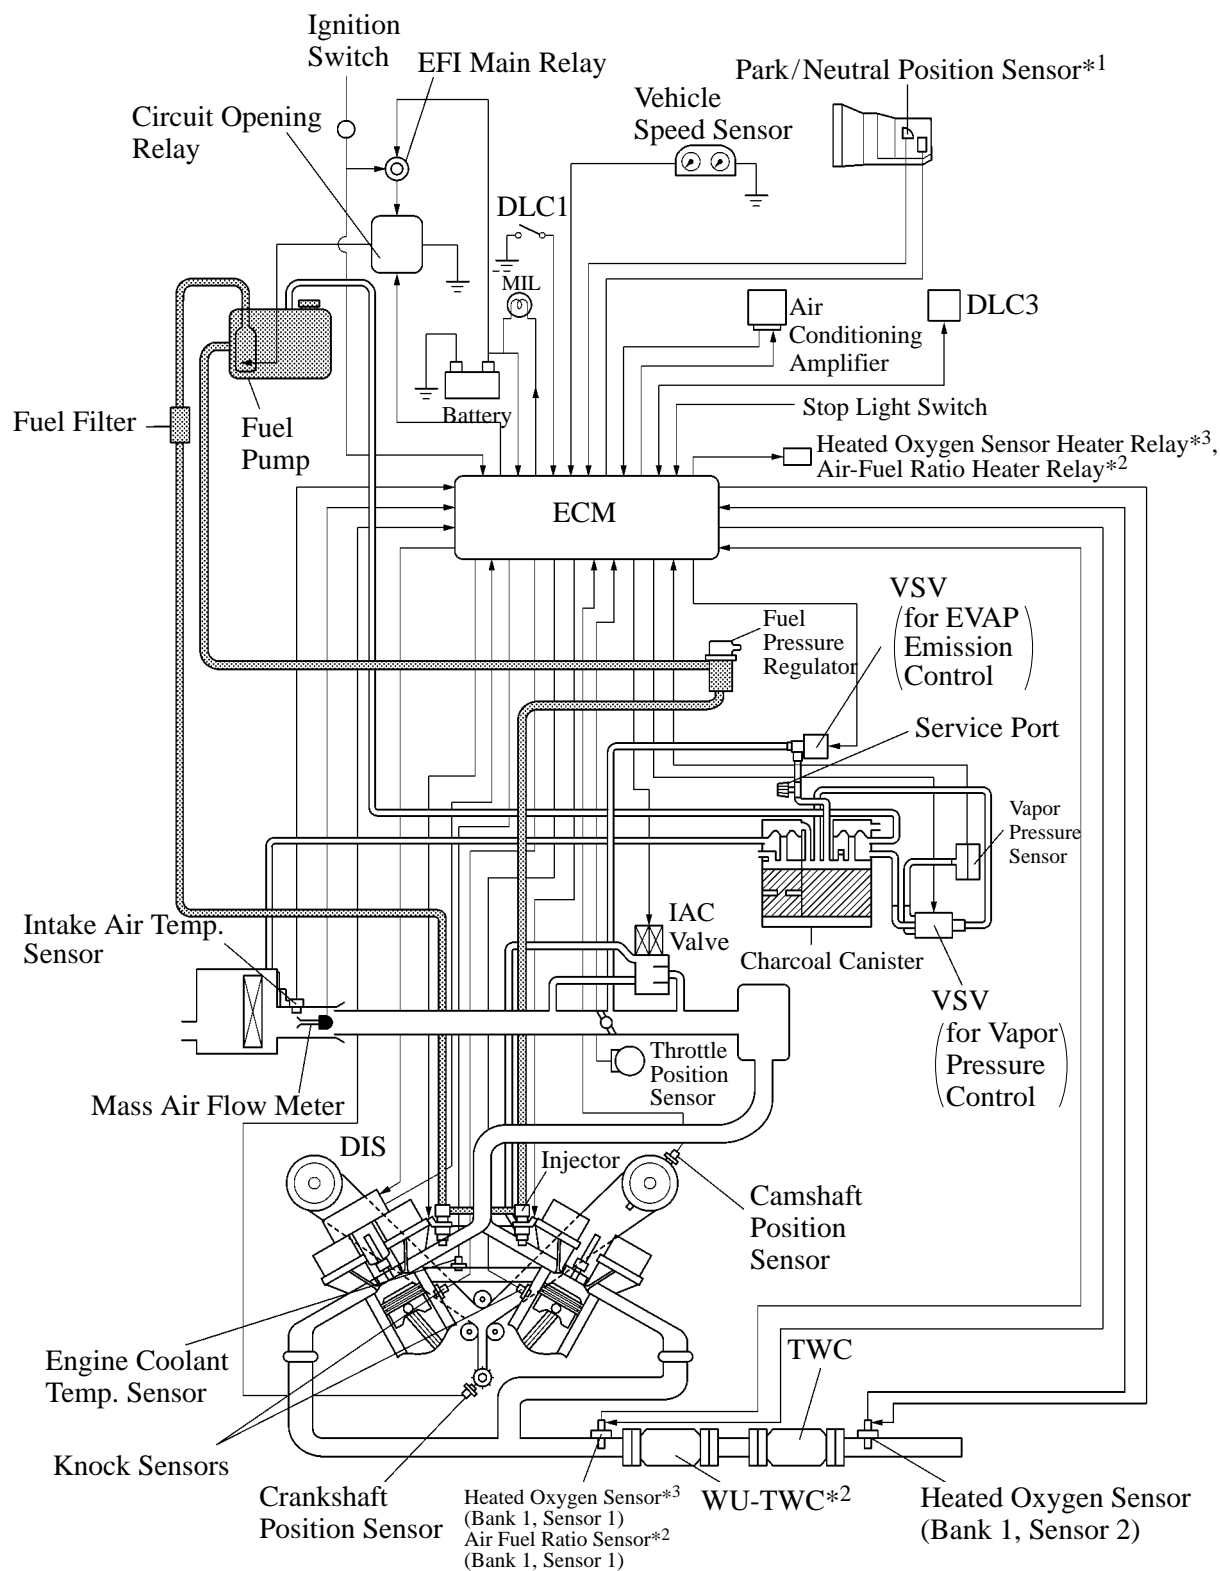 Ignition
Switch
EFI Main Relay
Park/Neutral Position Sensor*1
Vehicle
Speed Sensor
Circuit Opening
Relay
DLC1
MIL
Air
Conditioning
Amplifier
DLC3
Battery
Stop Light Switch
Fuel Filter
Fuel
Pump
Heated Oxygen Sensor Heater Relay*3,
Air-Fuel Ratio Heater Relay*2
ECM
VSV
(for EVAP
Emission
Control)
Fuel
Pressure
Regulator
Service Port
Vapor
Pressure
Sensor
Intake Air Temp.
Sensor
IAC
Valve
Charcoal Canister
VSV
(for Vapor
Pressure
Control)
Throttle
Position
Sensor
Mass Air Flow Meter
DIS
Injector
Camshaft
Position
Sensor
Engine Coolant
Temp. Sensor
TWC
Knock Sensors
Crankshaft
Position Sensor
Heated Oxygen Sensor*3
(Bank 1, Sensor 1)
Air Fuel Ratio Sensor*2
(Bank 1, Sensor 1)
WU-TWC*2
Heated Oxygen Sensor
(Bank 1, Sensor 2)